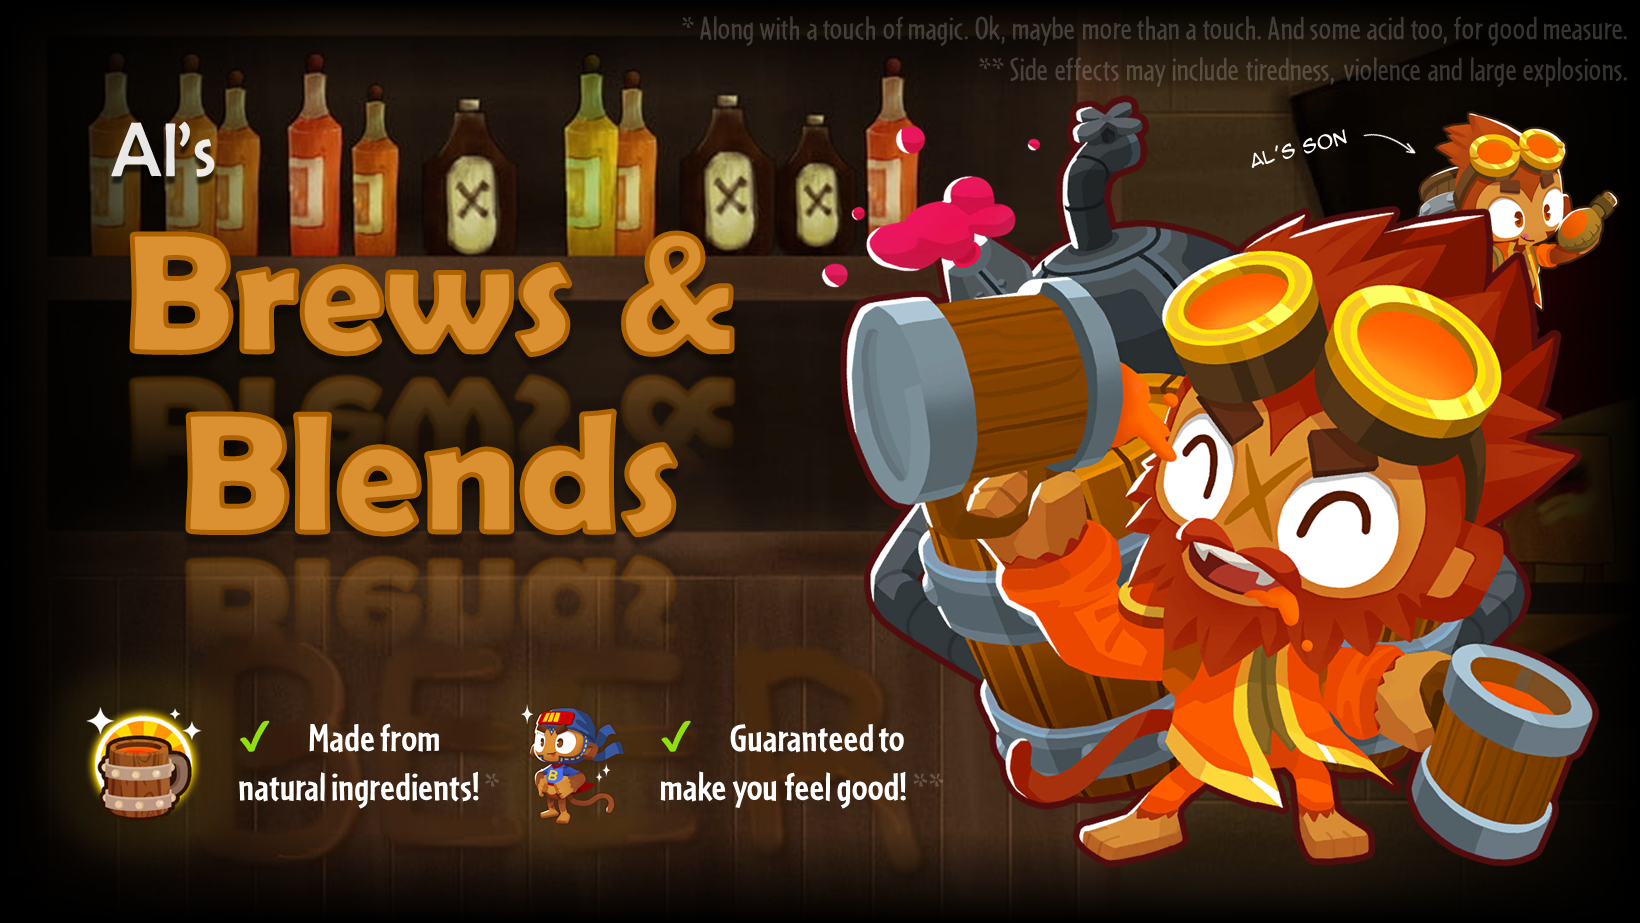 * Along with a touch of magic. Ok, maybe more than a touch. And some acid too, for good measure.
** Side effects may include tiredness, violence and large explosions.
AL'S SON
Al's
Brews &
Blends
BEER
✓ Made from
natural ingredients!*
B
✓ Guaranteed to
make you feel good!**